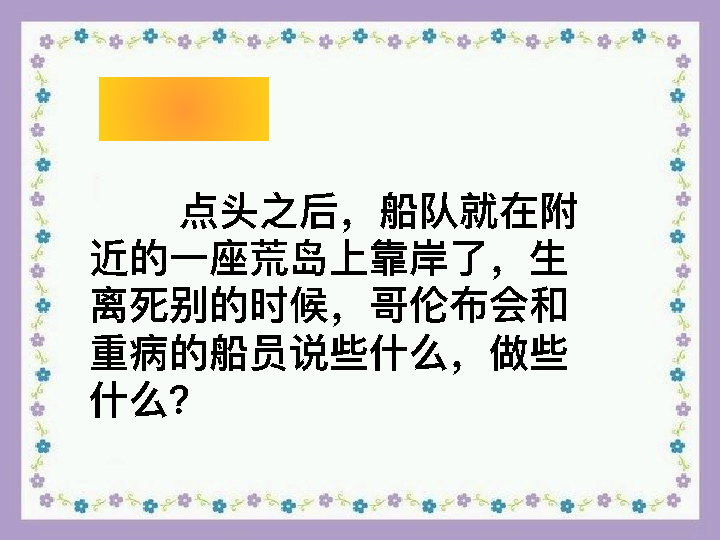 点头之后，船队就在附
近的一座荒岛上靠岸了，生
离死别的时候，哥伦布会和
重病的船员说些什么，做些
什么？